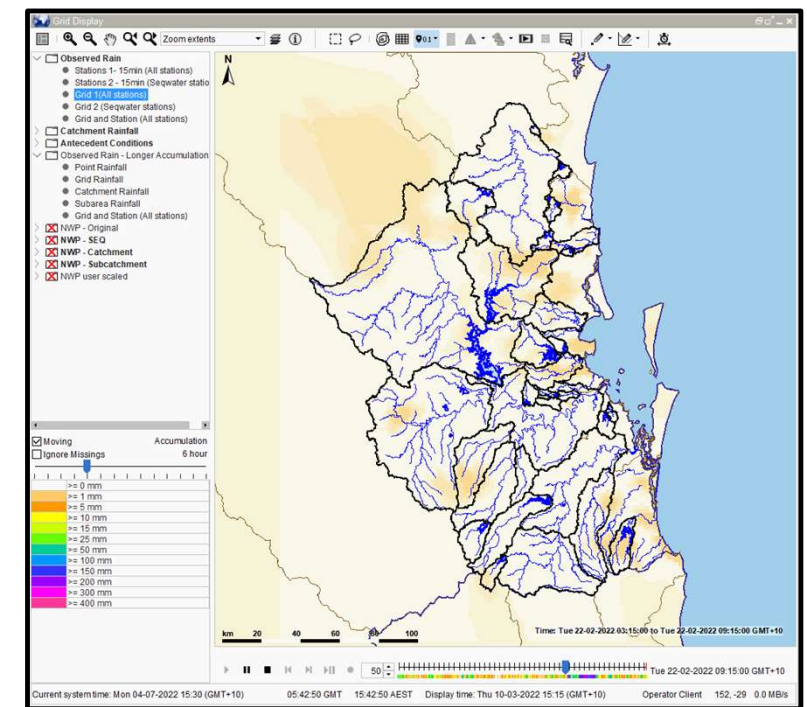 Grid Display
Zoom extents
Observed Rain
Stations 1- 15min (All stations)
Stations 2 - 15min (Seqwater statio
Grid 1(All stations)
Grid 2 (Seqwater stations)
Grid and Station (All stations)
Catchment Rainfall
Antecedent Conditions
Observed Rain - Longer Accumulation
Point Rainfall
Grid Rainfall
Catchment Rainfall
Subarea Rainfall
Grid and Station (All stations)
NWP - Original
NWP - SEQ
NWP - Catchment
NWP - Subcatchment
NWP user scaled
Moving Accumulation
Ignore Missings 6 hour
>= 0 mm
>= 1 mm
>= 5 mm
>= 10 mm
>= 15 mm
>= 25 mm
>= 50 mm
>= 100 mm
>= 150 mm
>= 200 mm
>= 300 mm
>= 400 mm
N
km 20 40 60 80 100
Time: Tue 22-02-2022 03:15:00 to Tue 22-02-2022 09:15:00 GMT+10
50 Tue 22-02-2022 09:15:00 GMT+10
Current system time: Mon 04-07-2022 15:30 (GMT+10) 05:42:50 GMT 15:42:50 AEST Display time: Thu 10-03-2022 15:15 (GMT+10) Operator Client 152, -29 0.0 MB/s